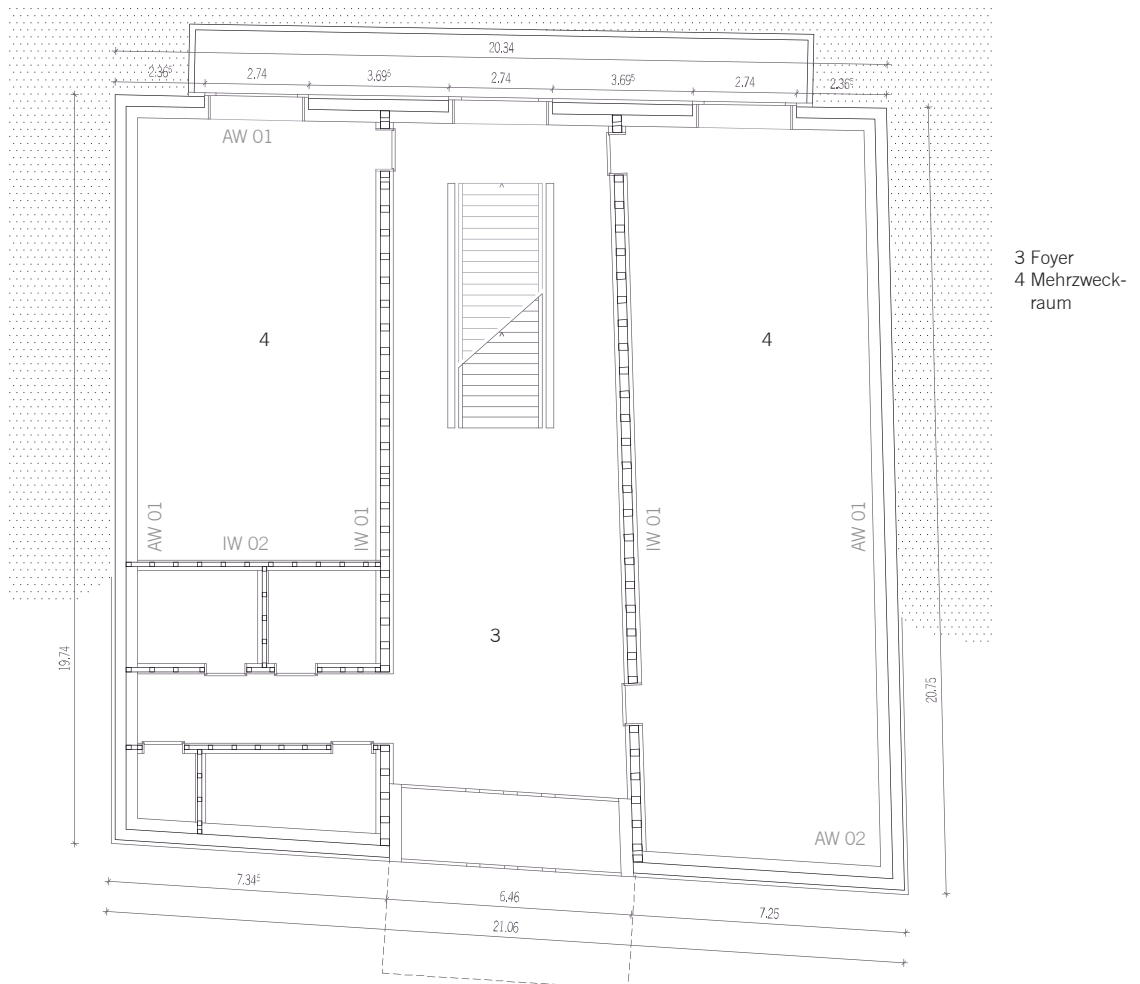 20.34
2.36⁵ 2.74 3.69⁵ 2.74 3.69⁵ 2.74 2.36⁵
AW 01
3 Foyer
4 Mehrzweck-
raum
4 4
AW 01 IW 02 IW 01 IW 01 AW 01
3
19.74
20.75
AW 02
7.34⁵ 6.46 7.25
21.06